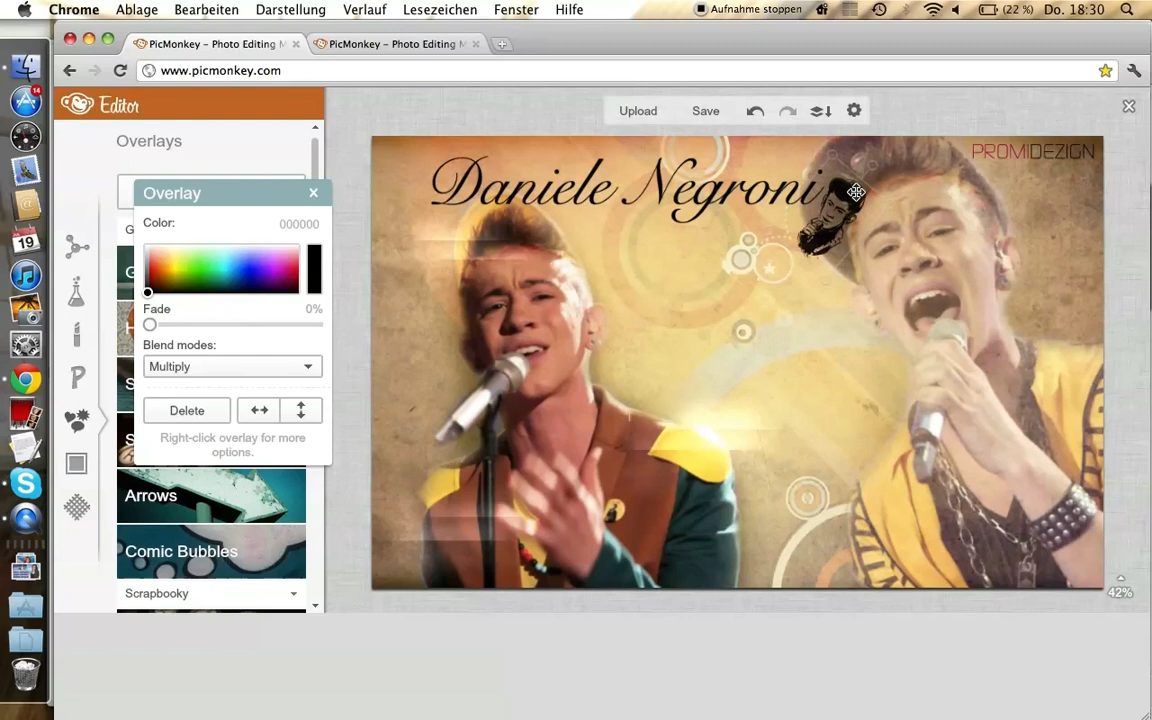 Chrome Ablage Bearbeiten Darstellung Verlauf Lesezeichen Fenster Hilfe Aufnahme stoppen (22 %) Do. 18:30
PicMonkey – Photo Editing M PicMonkey – Photo Editing M
www.picmonkey.com
Editor
Overlays
Upload Save
Overlay
Color: 000000
Fade 0%
Blend modes:
Multiply
Delete
Right-click overlay for more
options.
Arrows
Comic Bubbles
Scrapbooky
Daniele Negroni
PROMIDEZIGN
42%
14
19